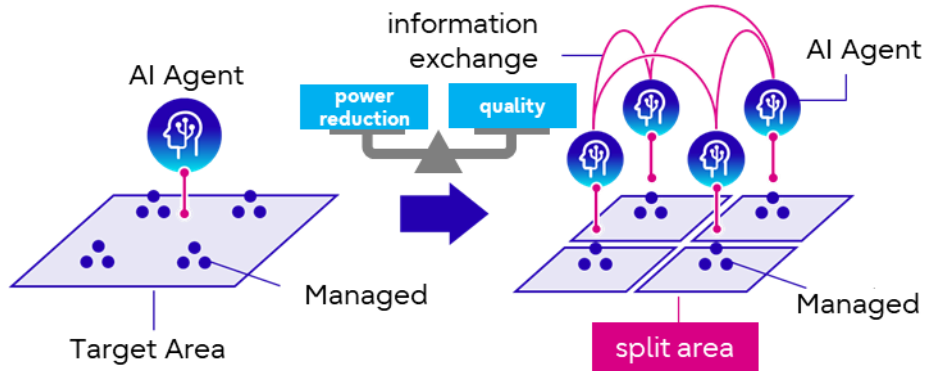 AI Agent
Managed
Target Area
power
reduction
quality
information
exchange
AI Agent
Managed
split area